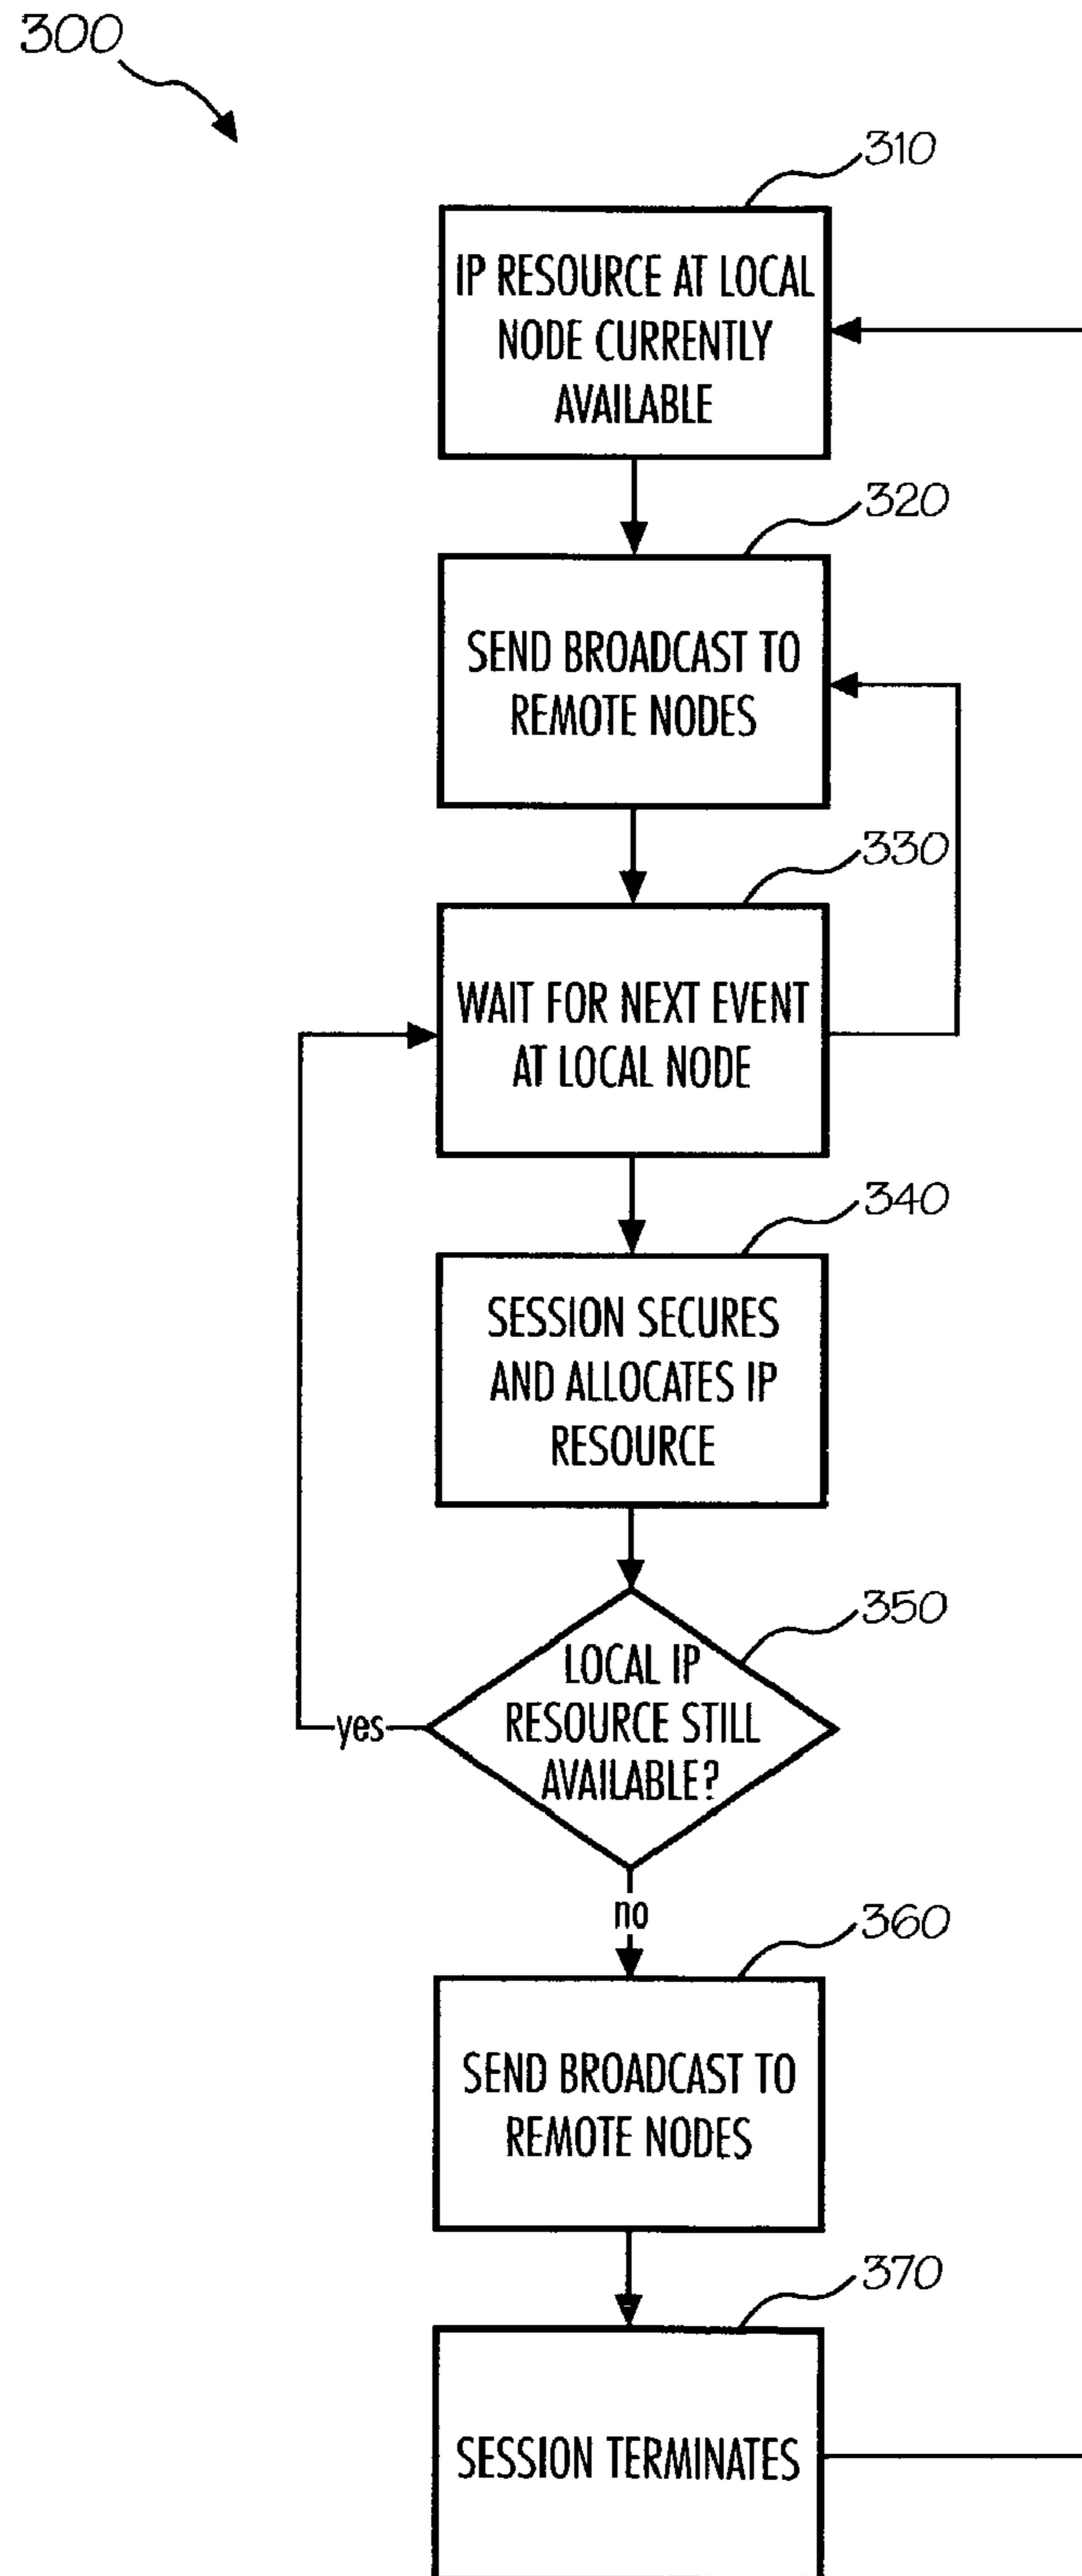 300
310
IP RESOURCE AT LOCAL
NODE CURRENTLY
AVAILABLE
320
SEND BROADCAST TO
REMOTE NODES
330
WAIT FOR NEXT EVENT
AT LOCAL NODE
340
SESSION SECURES
AND ALLOCATES IP
RESOURCE
350
LOCAL IP
RESOURCE STILL
AVAILABLE?
yes
no
360
SEND BROADCAST TO
REMOTE NODES
370
SESSION TERMINATES